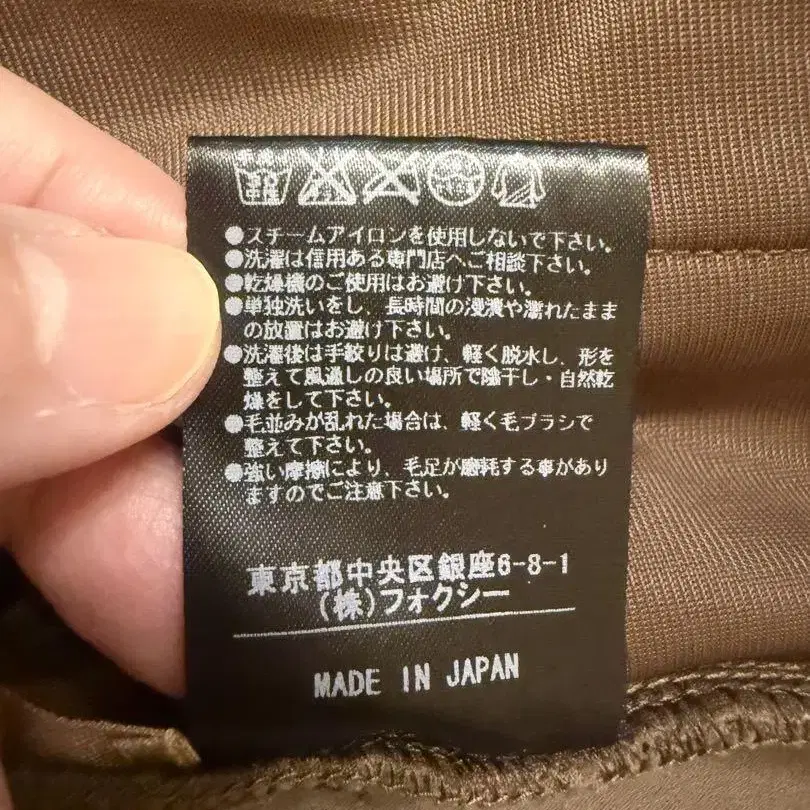 ●スチームアイロンを使用しないで下さい。
●洗濯は信用ある専門店へご相談下さい。
●乾燥機のご使用はお避け下さい。
●単独洗いをし、長時間の浸漬や濡れたまま
の放置はお避け下さい。
●洗濯後は手絞りは避け、軽く脱水し、形を
整えて風通しの良い場所で陰干し・自然乾
燥をして下さい。
●毛並みが乱れた場合は、軽く毛ブラシで
整えて下さい。
●強い摩擦により、毛足が磨耗する事があり
ますのでご注意下さい。
東京都中央区銀座6-8-1
(株)フォクシー
MADE IN JAPAN